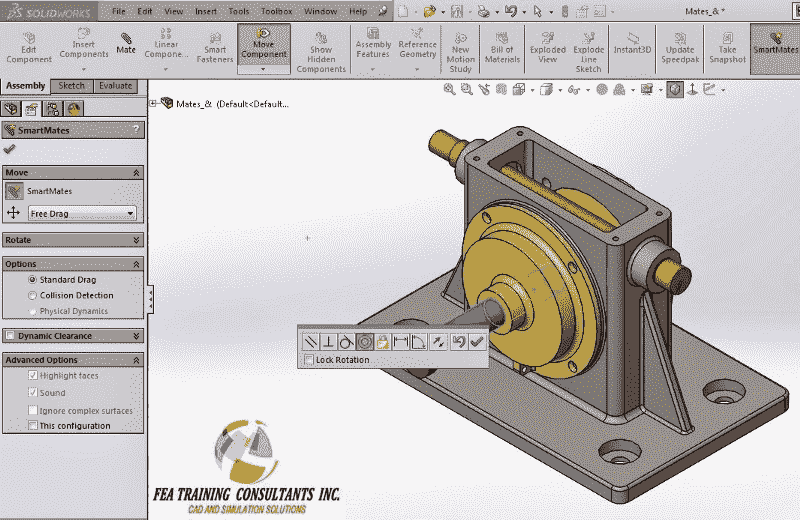 SOLIDWORKS
File Edit View Insert Tools Toolbox Window Help
Mates_& *
Edit Component
Insert Components
Mate
Linear Compone...
Smart Fasteners
Move Component
Show Hidden Components
Assembly Features
Reference Geometry
New Motion Study
Bill of Materials
Exploded View
Explode Line Sketch
Instant3D
Update Speedpak
Take Snapshot
SmartMates
Assembly Sketch Evaluate
Mates_& (Default<Default...
SmartMates ?
Move
SmartMates
Free Drag
Rotate
Options
Standard Drag
Collision Detection
Physical Dynamics
Dynamic Clearance
Advanced Options
Highlight faces
Sound
Ignore complex surfaces
This configuration
Lock Rotation
FEA TRAINING CONSULTANTS INC.
CAD AND SIMULATION SOLUTIONS